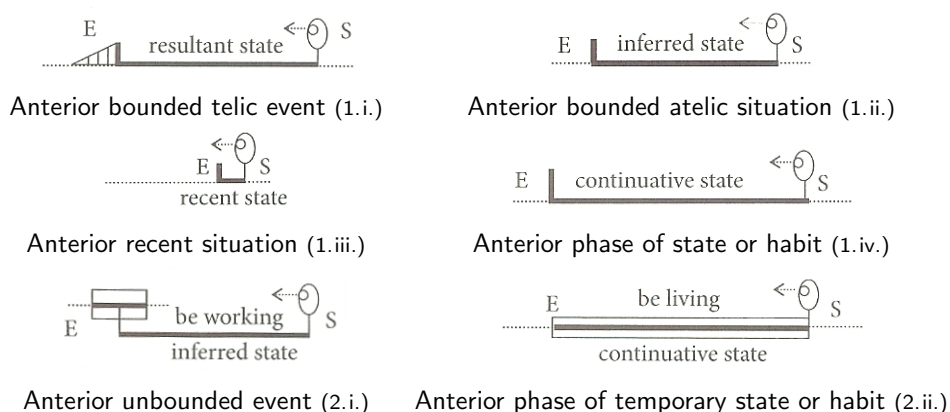 E resultant state S
E inferred state S
Anterior bounded telic event (1.i.)
Anterior bounded atelic situation (1.ii.)
E S
recent state
E continuative state S
Anterior recent situation (1.iii.)
Anterior phase of state or habit (1.iv.)
E be working S
inferred state
E be living S
continuative state
Anterior unbounded event (2.i.)
Anterior phase of temporary state or habit (2.ii.)